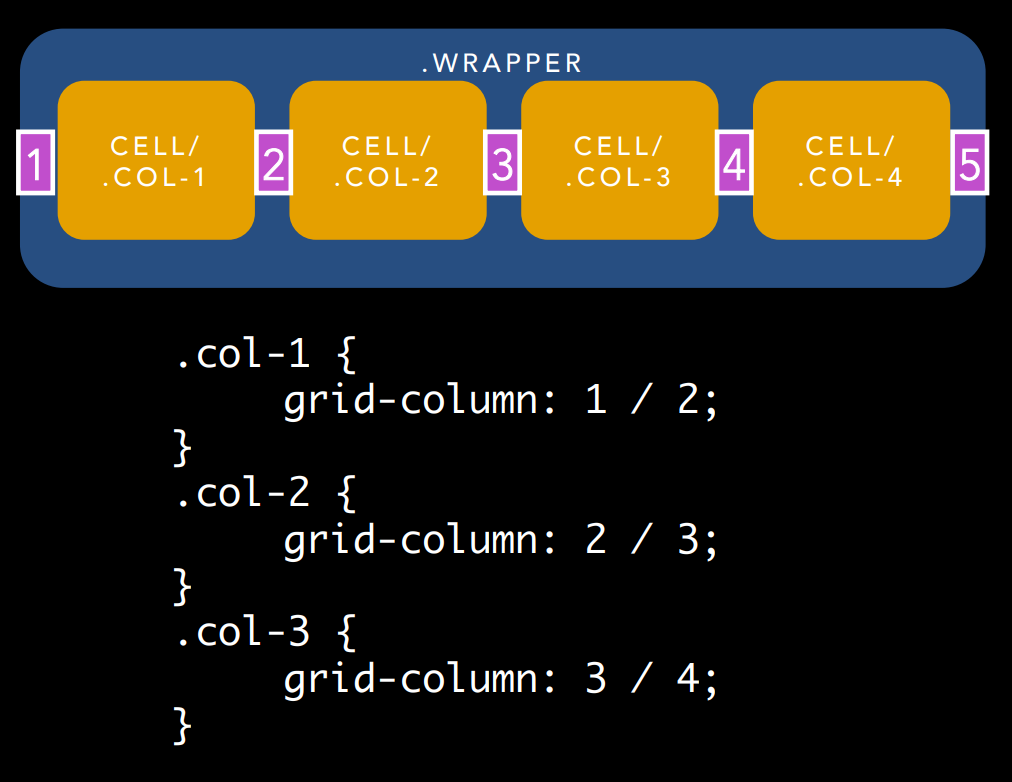 .WRAPPER
1
CELL/
.COL-1
2
CELL/
.COL-2
3
CELL/
.COL-3
4
CELL/
.COL-4
5
.col-1 {
grid-column: 1 / 2;
}
.col-2 {
grid-column: 2 / 3;
}
.col-3 {
grid-column: 3 / 4;
}